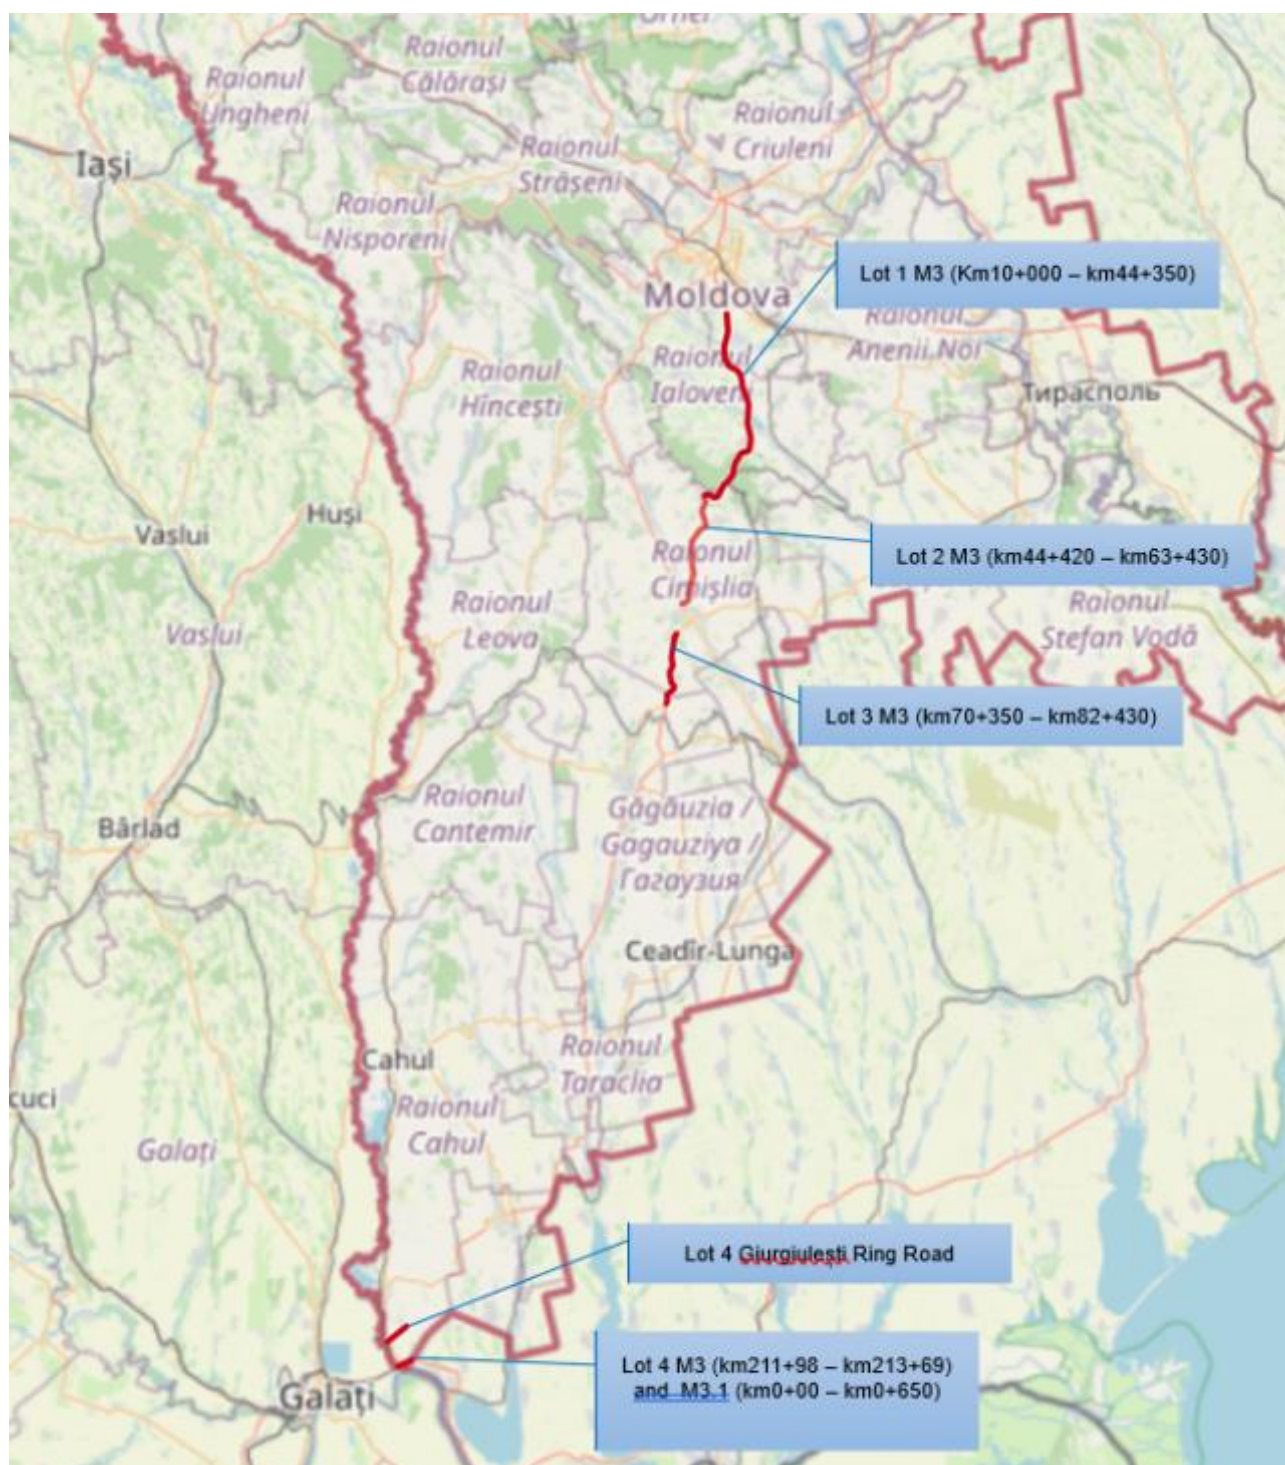 Raionul
Călărași
Raionul
Ungheni
Raionul
Criuleni
Iași
Raionul
Strășeni
Raionul
Nisporeni
Lot 1 M3 (Km10+000 – km44+350)
Moldova
Raionul
Anenii Noi
Raionul
Ialoveni
Raionul
Hîncești
Тирасполь
Huși
Vaslui
Lot 2 M3 (km44+420 – km63+430)
Raionul
Cimișlia
Raionul
Leova
Raionul
Ștefan Vodă
Vaslui
Lot 3 M3 (km70+350 – km82+430)
Raionul
Cantemir
Găgăuzia /
Gagauziya /
Гагаузия
Bârlad
Ceadîr-Lunga
Cahul
Raionul
Taraclia
cuci
Raionul
Cahul
Galați
Lot 4 Giurgiulești Ring Road
Lot 4 M3 (km211+98 – km213+69)
and M3.1 (km0+00 – km0+650)
Galați